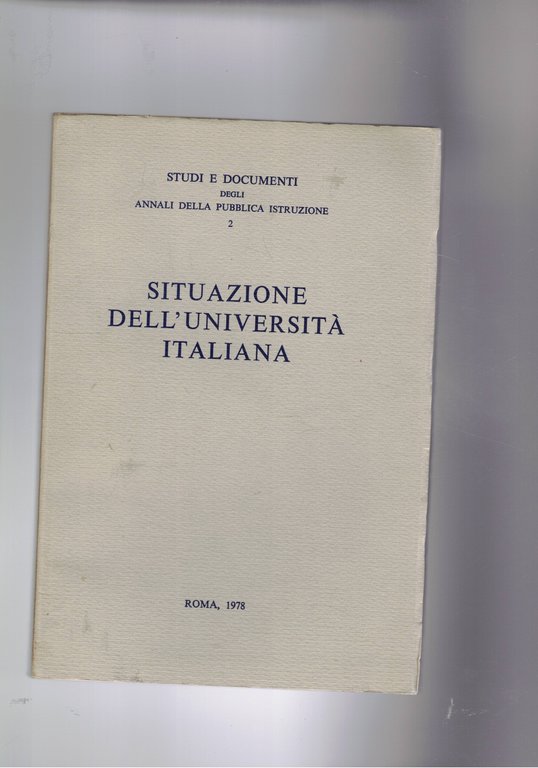 STUDI E DOCUMENTI
DEGLI
ANNALI DELLA PUBBLICA ISTRUZIONE
2
SITUAZIONE
DELL'UNIVERSITÀ
ITALIANA
ROMA, 1978